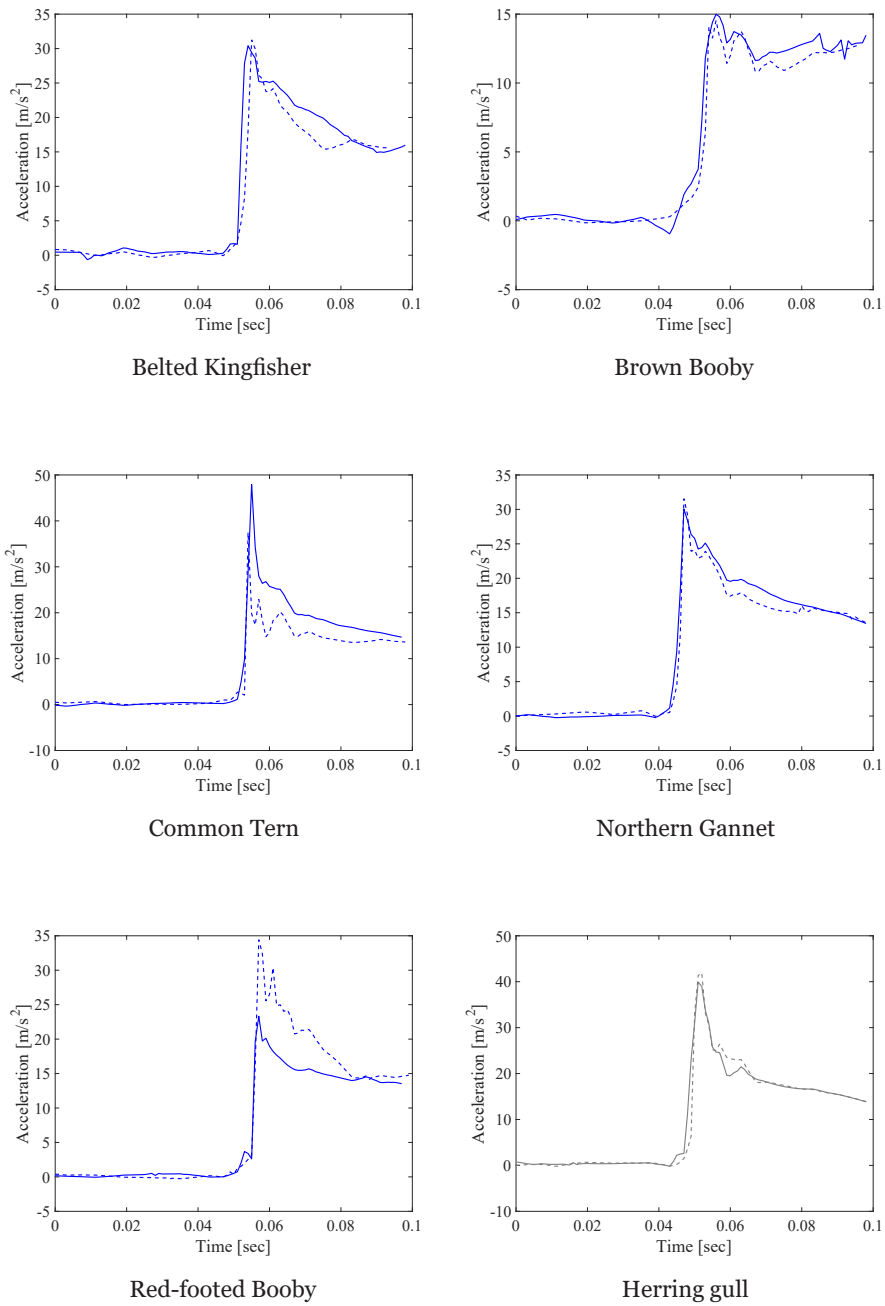 35
30
25
20
15
10
5
0
-5
Acceleration [m/s²]
0 0.02 0.04 0.06 0.08 0.1
Time [sec]
Belted Kingfisher
15
10
5
0
-5
Acceleration [m/s²]
0 0.02 0.04 0.06 0.08 0.1
Time [sec]
Brown Booby
50
40
30
20
10
0
-10
Acceleration [m/s²]
0 0.02 0.04 0.06 0.08 0.1
Time [sec]
Common Tern
35
30
25
20
15
10
5
0
-5
Acceleration [m/s²]
0 0.02 0.04 0.06 0.08 0.1
Time [sec]
Northern Gannet
35
30
25
20
15
10
5
0
-5
Acceleration [m/s²]
0 0.02 0.04 0.06 0.08 0.1
Time [sec]
Red-footed Booby
50
40
30
20
10
0
-10
Acceleration [m/s²]
0 0.02 0.04 0.06 0.08 0.1
Time [sec]
Herring gull